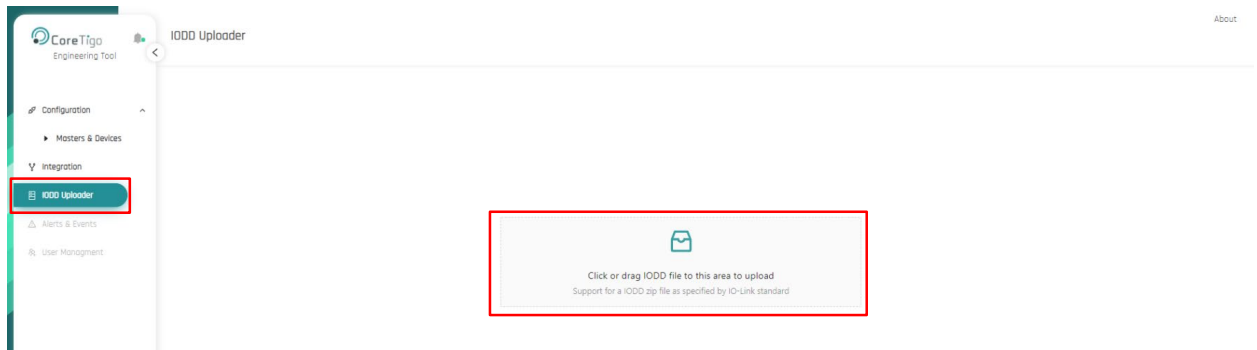 CoreTigo
Engineering Tool
IODD Uploader
About
Configuration
Masters & Devices
Integration
IODD Uploader
Alerts & Events
User Managment
Click or drag IODD file to this area to upload
Support for a IODD zip file as specified by IO-Link standard